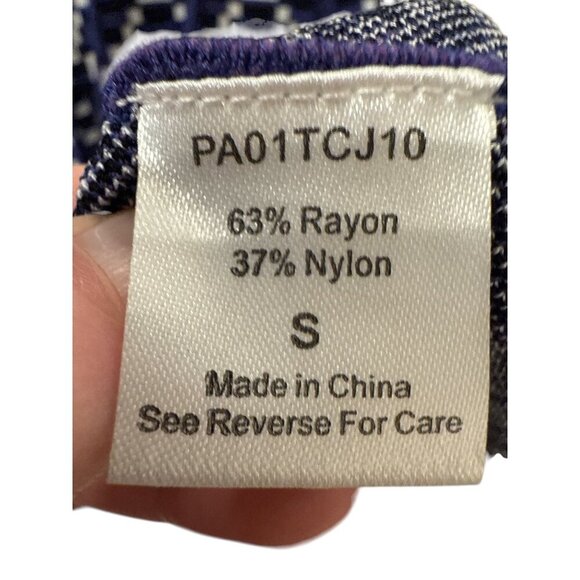 PA01TCJ10
63% Rayon
37% Nylon
S
Made in China
See Reverse For Care